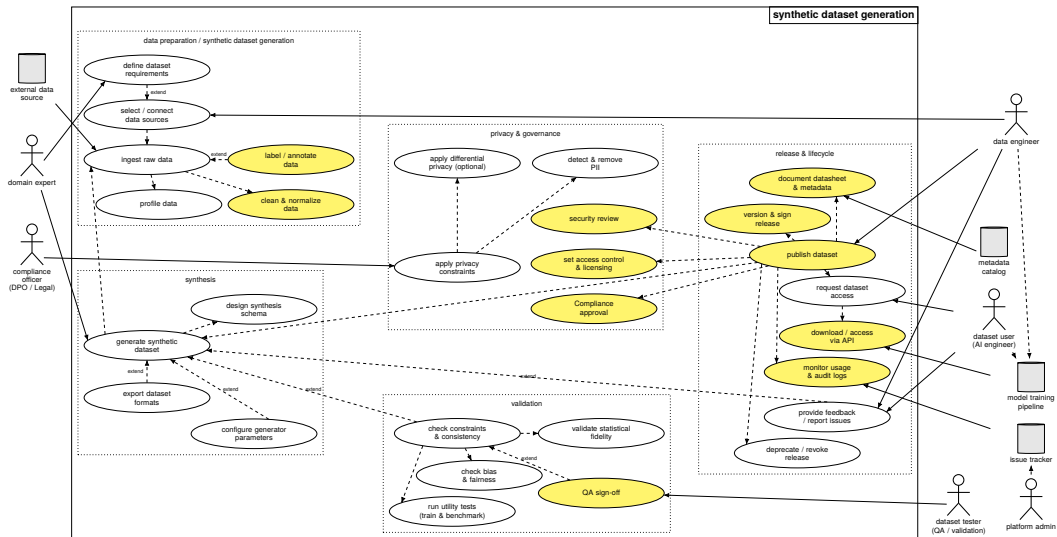 synthetic dataset generation
data preparation / synthetic dataset generation
define dataset
requirements
extend
select / connect
data sources
ingest raw data
extend
label / annotate
data
profile data
clean & normalize
data
external data
source
domain expert
compliance
officer
(DPO / Legal)
privacy & governance
apply differential
privacy (optional)
detect & remove
PII
security review
apply privacy
constraints
set access control
& licensing
Compliance
approval
release & lifecycle
document datasheet
& metadata
version & sign
release
publish dataset
request dataset
access
download / access
via API
monitor usage
& audit logs
provide feedback
/ report issues
deprecate / revoke
release
synthesis
design synthesis
schema
generate synthetic
dataset
extend
export dataset
formats
extend
configure generator
parameters
extend
extend
validation
check constraints
& consistency
validate statistical
fidelity
extend
check bias
& fairness
QA sign-off
run utility tests
(train & benchmark)
data engineer
metadata
catalog
dataset user
(AI engineer)
model training
pipeline
issue tracker
dataset tester
(QA / validation)
platform admin